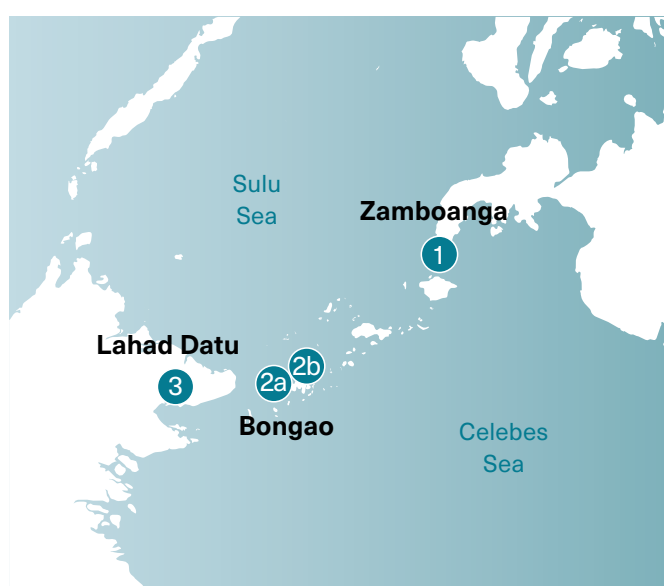 Sulu
Sea
Zamboanga
1
Lahad Datu
3
2a
2b
Bongao
Celebes
Sea